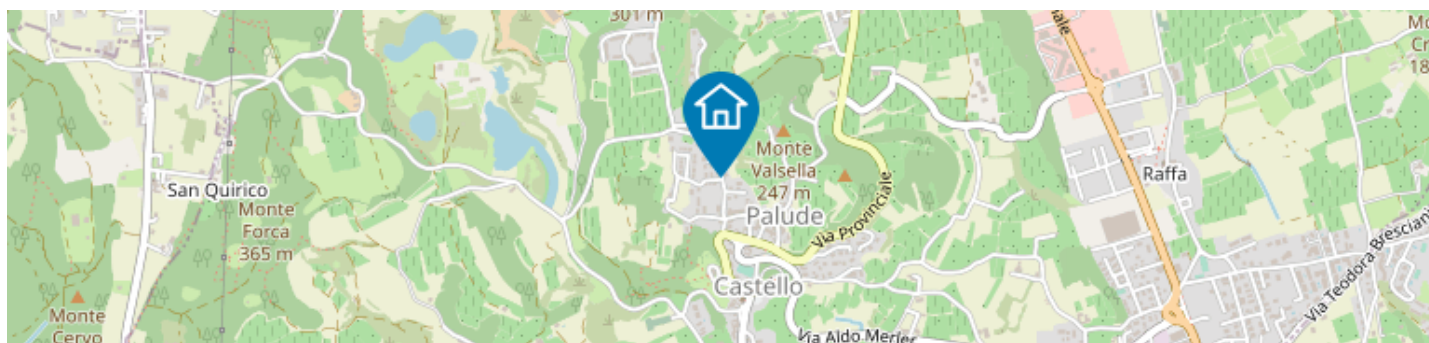 301 m
Monte
Valsella
247 m
Palude
Via Provinciale
Castello
San Quirico
Monte
Forca
365 m
Monte
Cervo
Raffa
Via Teodora Bresciani
Via Aldo Merler